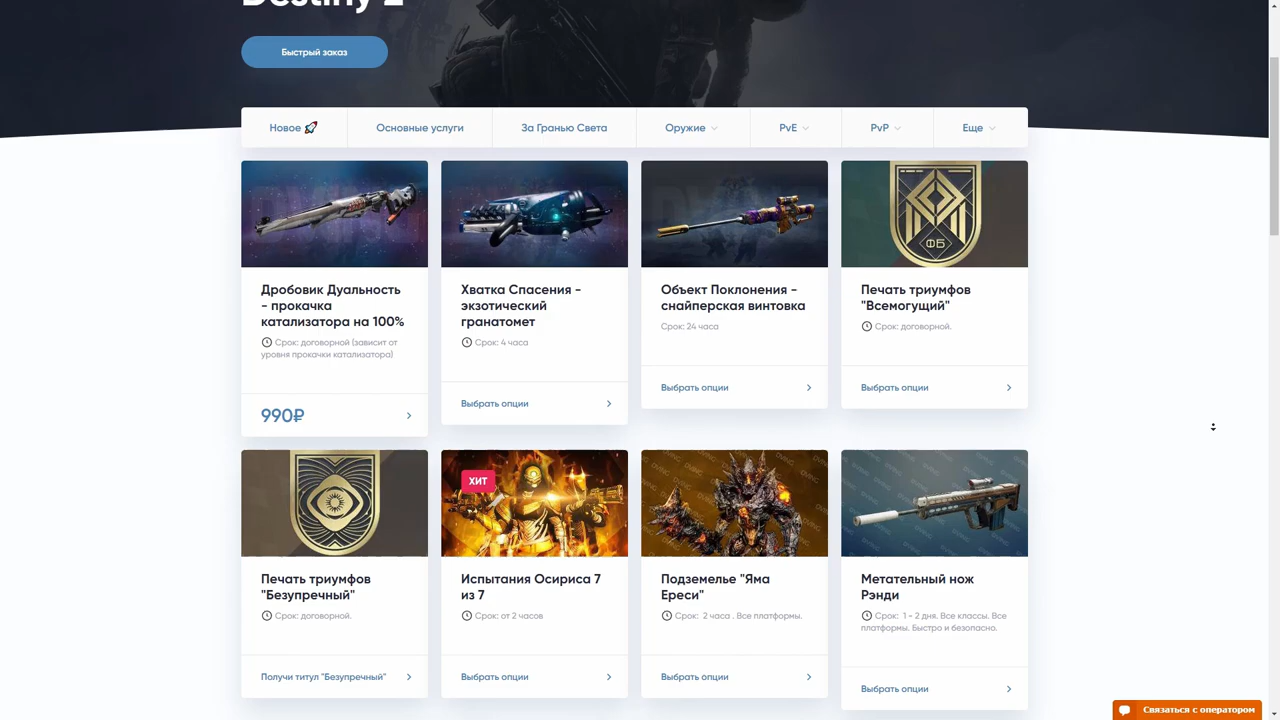 Destiny 2
Быстрый заказ
Новое
Основные услуги
За Гранью Света
Оружие
PvE
PvP
Еще
Дробовик Дуальность
- прокачка
катализатора на 100%
Срок: договорной (зависит от
уровня прокачки катализатора)
990₽
Хватка Спасения -
экзотический
гранатомет
Срок: 4 часа
Выбрать опции
Объект Поклонения -
снайперская винтовка
Срок: 24 часа
Выбрать опции
ФБ
Печать триумфов
"Всемогущий"
Срок: договорной.
Выбрать опции
Печать триумфов
"Безупречный"
Срок: договорной.
Получи титул "Безупречный"
ХИТ
Испытания Осириса 7
из 7
Срок: от 2 часов
Выбрать опции
Подземелье "Яма
Ереси"
Срок: 2 часа . Все платформы.
Выбрать опции
Метательный нож
Рэнди
Срок: 1 - 2 дня. Все классы. Все
платформы. Быстро и безопасно.
Выбрать опции
Связаться с оператором